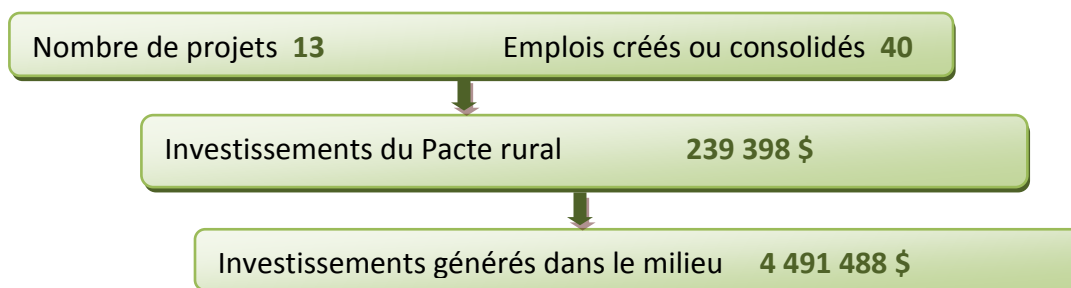 Nombre de projets 13 Emplois créés ou consolidés 40
Investissements du Pacte rural 239 398 $
Investissements générés dans le milieu 4 491 488 $